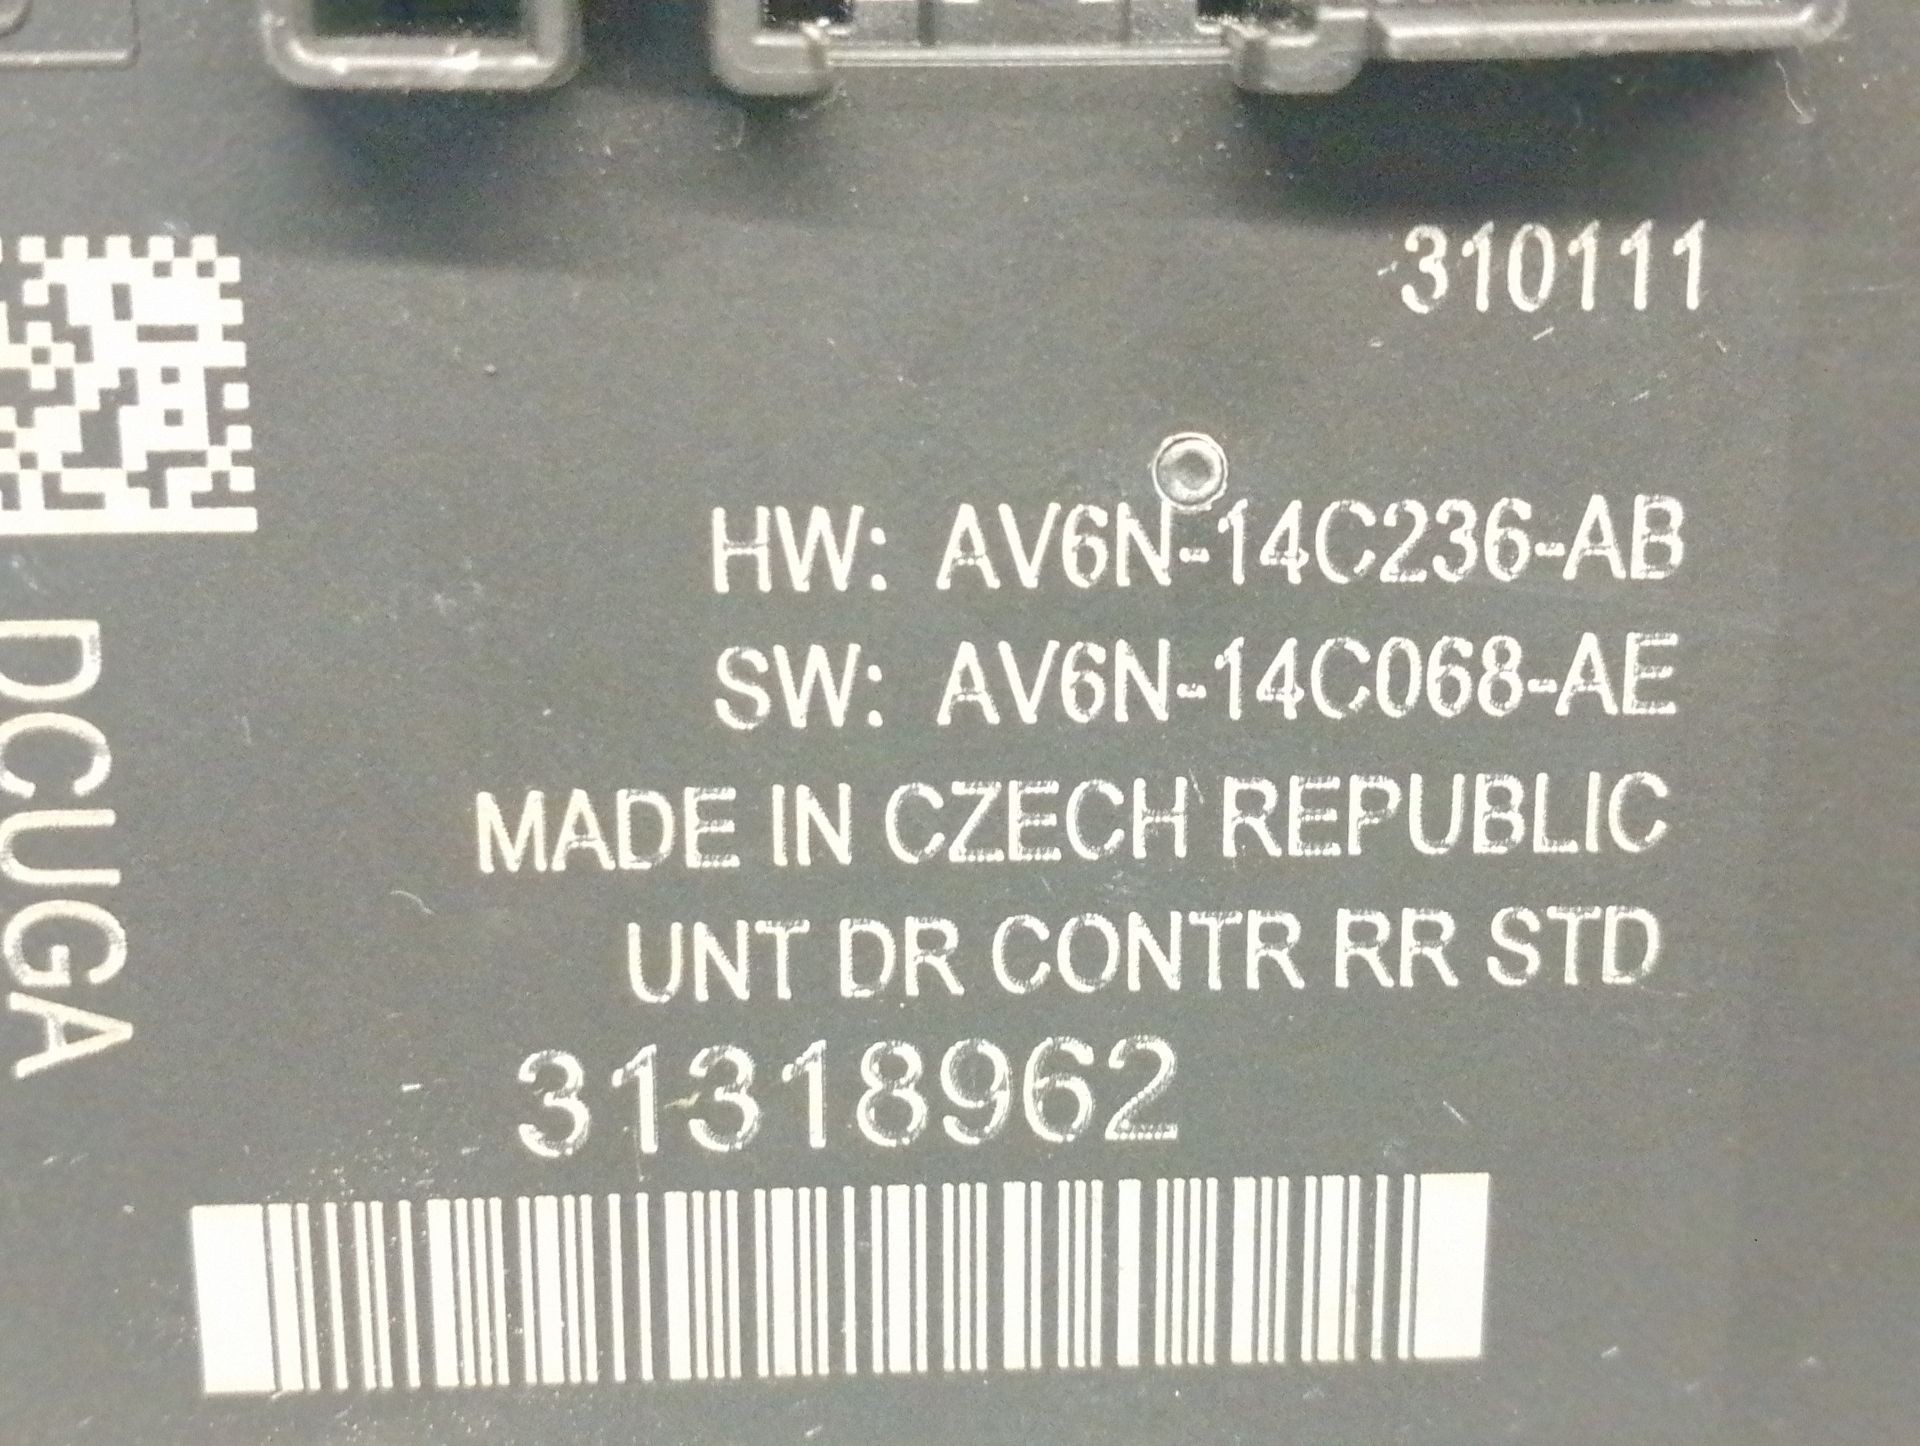 310111
HW: AV6N-14C236-AB
SW: AV6N-14C068-AE
MADE IN CZECH REPUBLIC
UNT DR CONTR RR STD
31318962
DCUGA